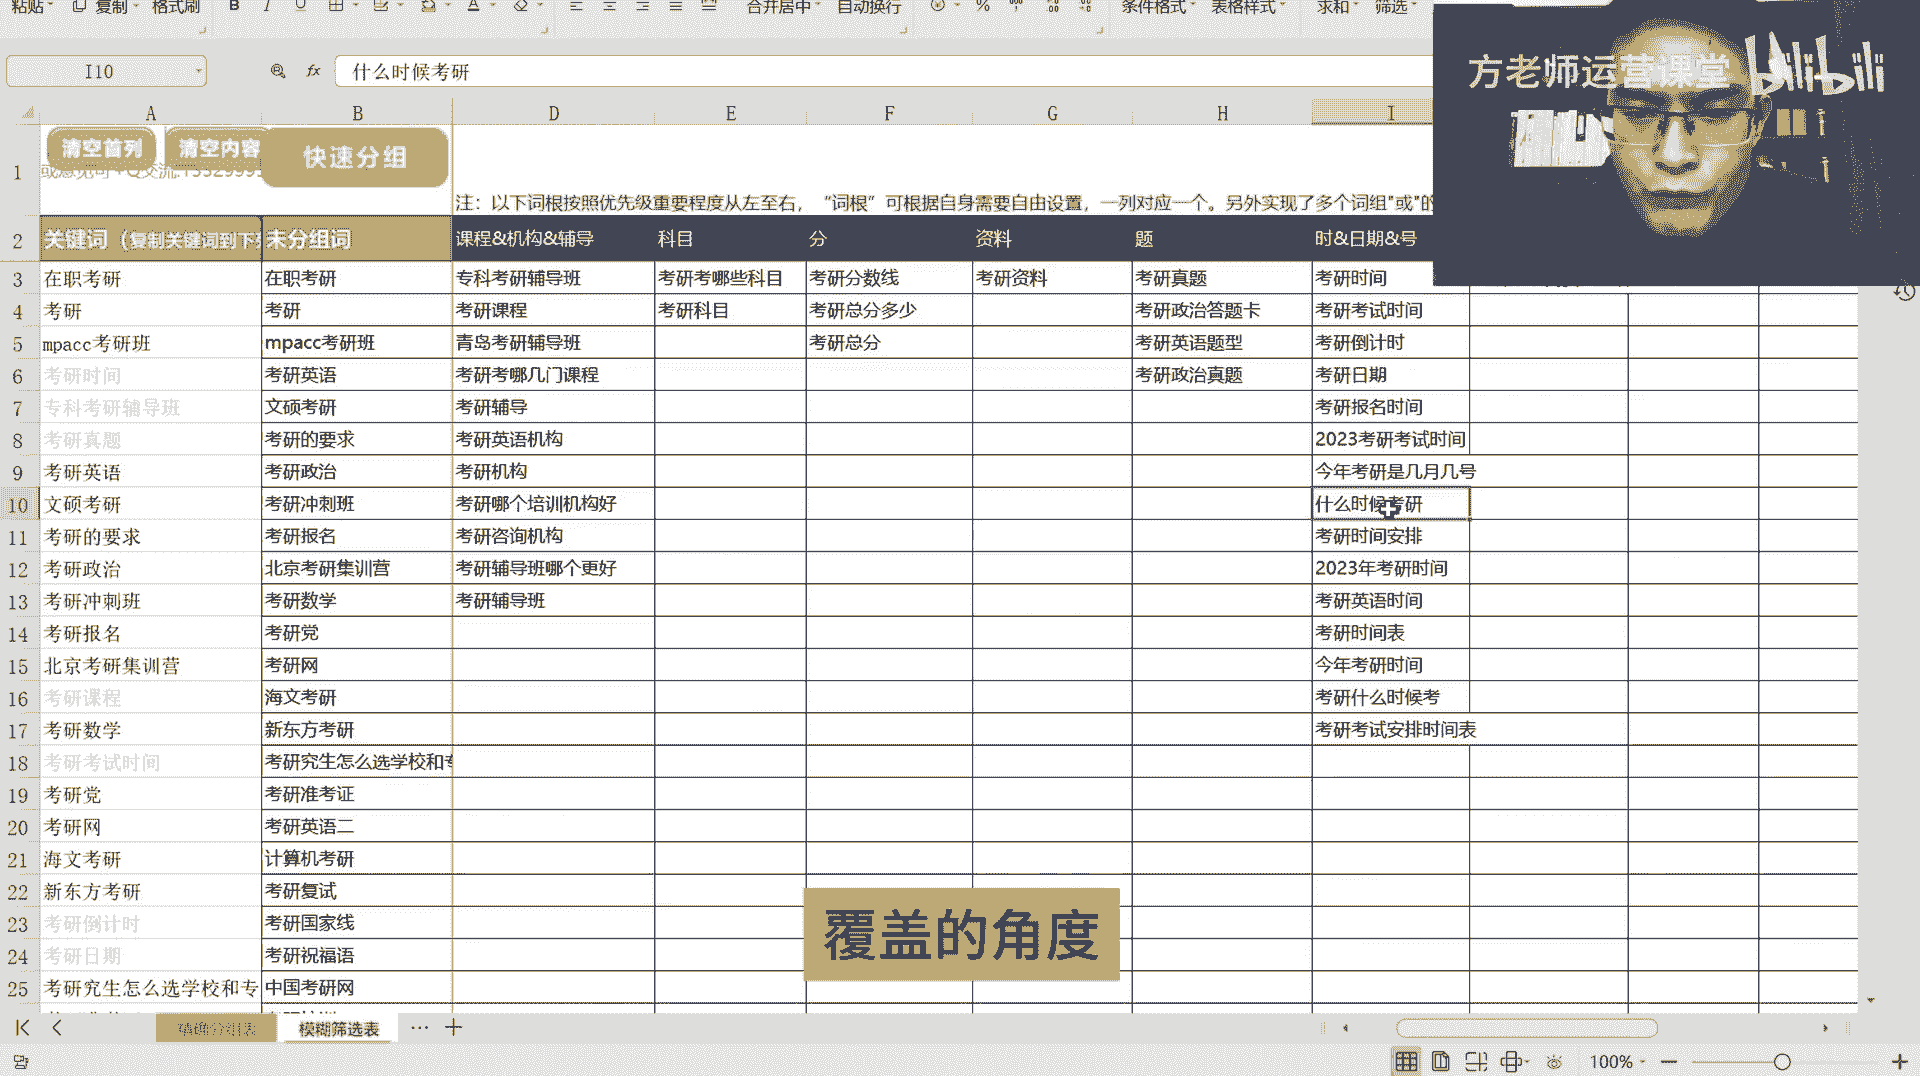 粘贴 复制 格式刷 B I U A 合并居中 自动换行 % 条件格式 表格样式 求和 筛选
I10 fx 什么时候考研
方老师运营课堂 bilibili
A B D E F G H I
清空首列 清空内容 快速分组
1 注：以下词根按照优先级重要程度从左至右，“词根”可根据自身需要自由设置，一列对应一个。另外实现了多个词组"或"的
2 关键词（复制关键词到下 未分组词 课程&机构&辅导 科目 分 资料 题 时&日期&号
3 在职考研 在职考研 专科考研辅导班 考研考哪些科目 考研分数线 考研资料 考研真题 考研时间
4 考研 考研 考研课程 考研科目 考研总分多少 考研政治答题卡 考研考试时间
5 mpacc考研班 mpacc考研班 青岛考研辅导班 考研总分 考研英语题型 考研倒计时
6 考研时间 考研英语 考研考哪几门课程 考研政治真题 考研日期
7 专科考研辅导班 文硕考研 考研辅导 考研报名时间
8 考研真题 考研的要求 考研英语机构 2023考研考试时间
9 考研英语 考研政治 考研机构 今年考研是几月几号
10 文硕考研 考研冲刺班 考研哪个培训机构好 什么时候考研
11 考研的要求 考研报名 考研咨询机构 考研时间安排
12 考研政治 北京考研集训营 考研辅导班哪个更好 2023年考研时间
13 考研冲刺班 考研数学 考研辅导班 考研英语时间
14 考研报名 考研党 考研时间表
15 北京考研集训营 考研网 今年考研时间
16 考研课程 海文考研 考研什么时候考
17 考研数学 新东方考研 考研考试安排时间表
18 考研考试时间 考研究生怎么选学校和专
19 考研党 考研准考证
20 考研网 考研英语二
21 海文考研 计算机考研
22 新东方考研 考研复试
23 考研倒计时 考研国家线
24 考研日期 考研祝福语
25 考研究生怎么选学校和专 中国考研网
覆盖的角度
精确分组表 模糊筛选表 ··· +
100%